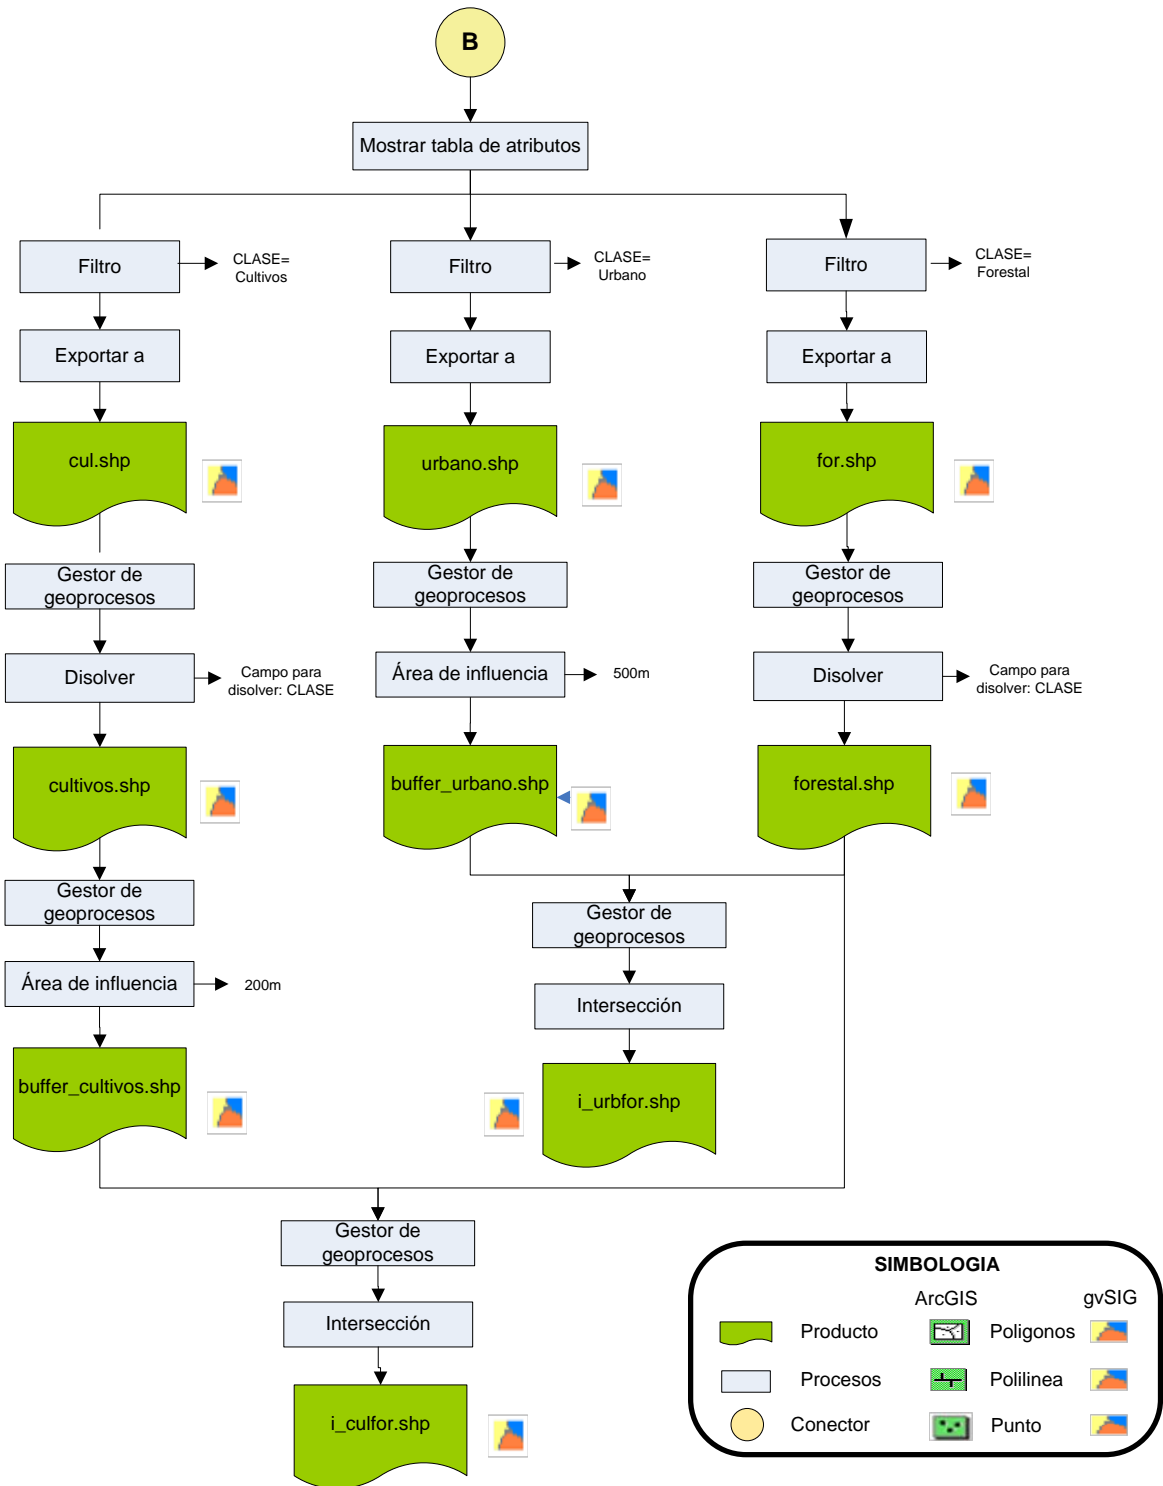 B
Mostrar tabla de atributos
Filtro
CLASE=
Cultivos
Filtro
CLASE=
Urbano
Filtro
CLASE=
Forestal
Exportar a
Exportar a
Exportar a
cul.shp
urbano.shp
for.shp
Gestor de
geoprocesos
Gestor de
geoprocesos
Gestor de
geoprocesos
Disolver
Campo para
disolver: CLASE
Área de influencia
500m
Disolver
Campo para
disolver: CLASE
cultivos.shp
buffer_urbano.shp
forestal.shp
Gestor de
geoprocesos
Gestor de
geoprocesos
Área de influencia
200m
Intersección
buffer_cultivos.shp
i_urbfor.shp
Gestor de
geoprocesos
Intersección
i_culfor.shp
SIMBOLOGIA
ArcGIS
gvSIG
Producto
Poligonos
Procesos
Polilinea
Conector
Punto